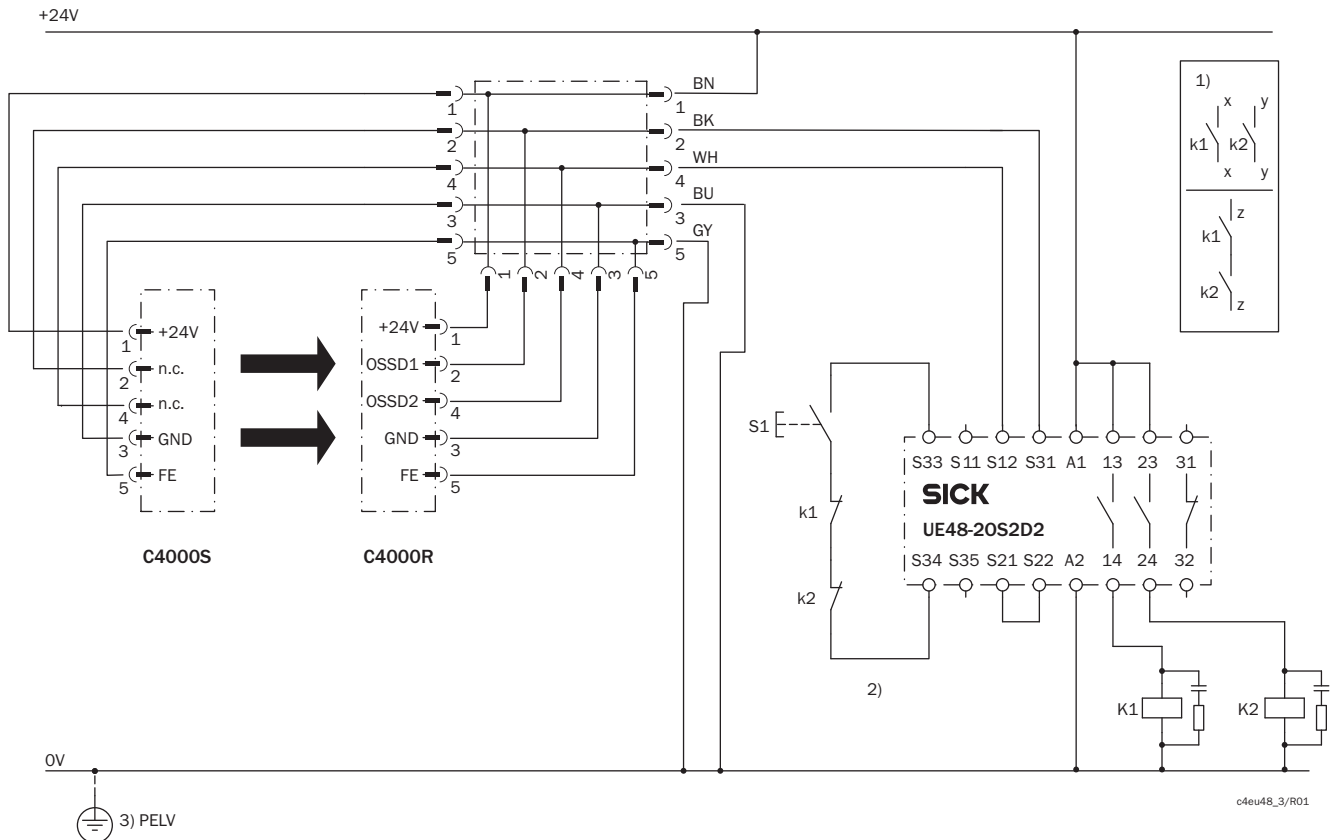 +24V
BN
1
1
BK
2
2
WH
4
4
BU
3
3
GY
5
5
1 2 4 3 5
1)
x y
k1 k2
x y
z
k1
k2
z
+24V
1
n.c.
2
n.c.
4
GND
3
FE
5
C4000S
+24V
1
OSSD1
2
OSSD2
4
GND
3
FE
5
C4000R
S1
k1
k2
2)
S33 S11 S12 S31 A1 13 23 31
SICK
UE48-20S2D2
S34 S35 S21 S22 A2 14 24 32
K1
K2
0V
3) PELV
c4eu48_3/R01